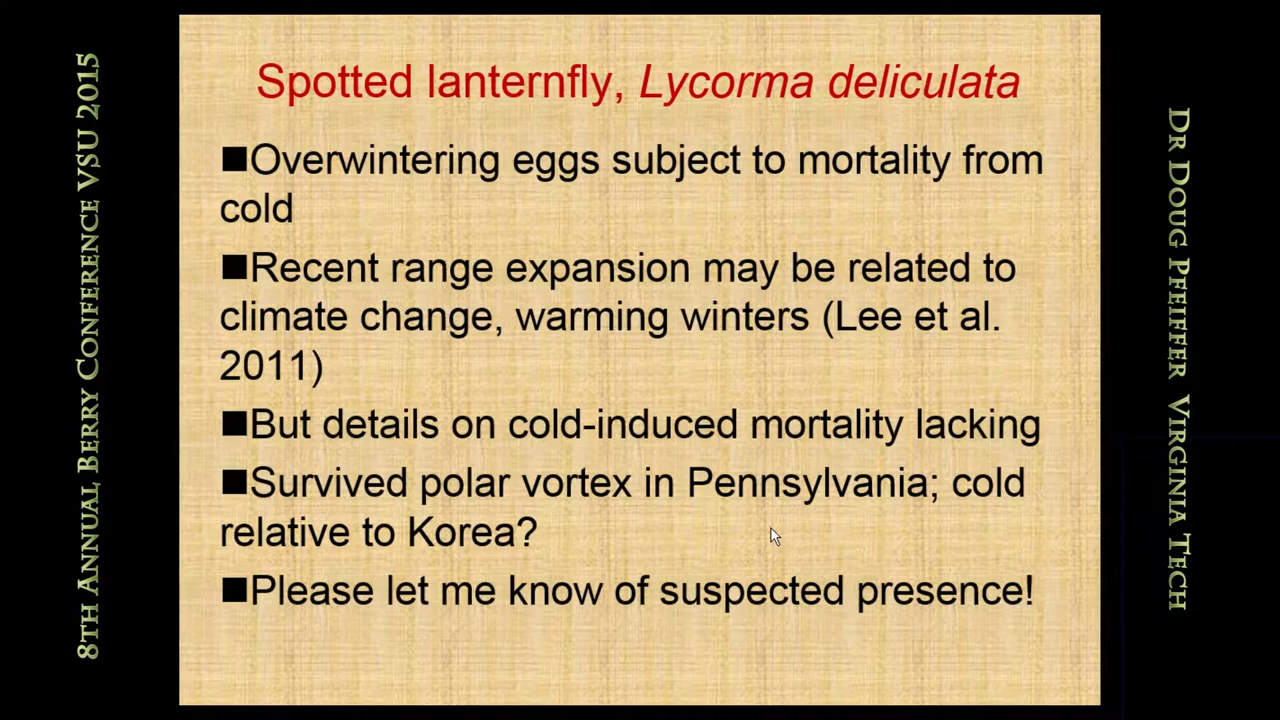 8TH ANNUAL BERRY CONFERENCE VSU 2015
Spotted lanternfly, Lycorma deliculata
■Overwintering eggs subject to mortality from
cold
■Recent range expansion may be related to
climate change, warming winters (Lee et al.
2011)
■But details on cold-induced mortality lacking
■Survived polar vortex in Pennsylvania; cold
relative to Korea?
■Please let me know of suspected presence!
DR DOUG PFEIFFER VIRGINIA TECH